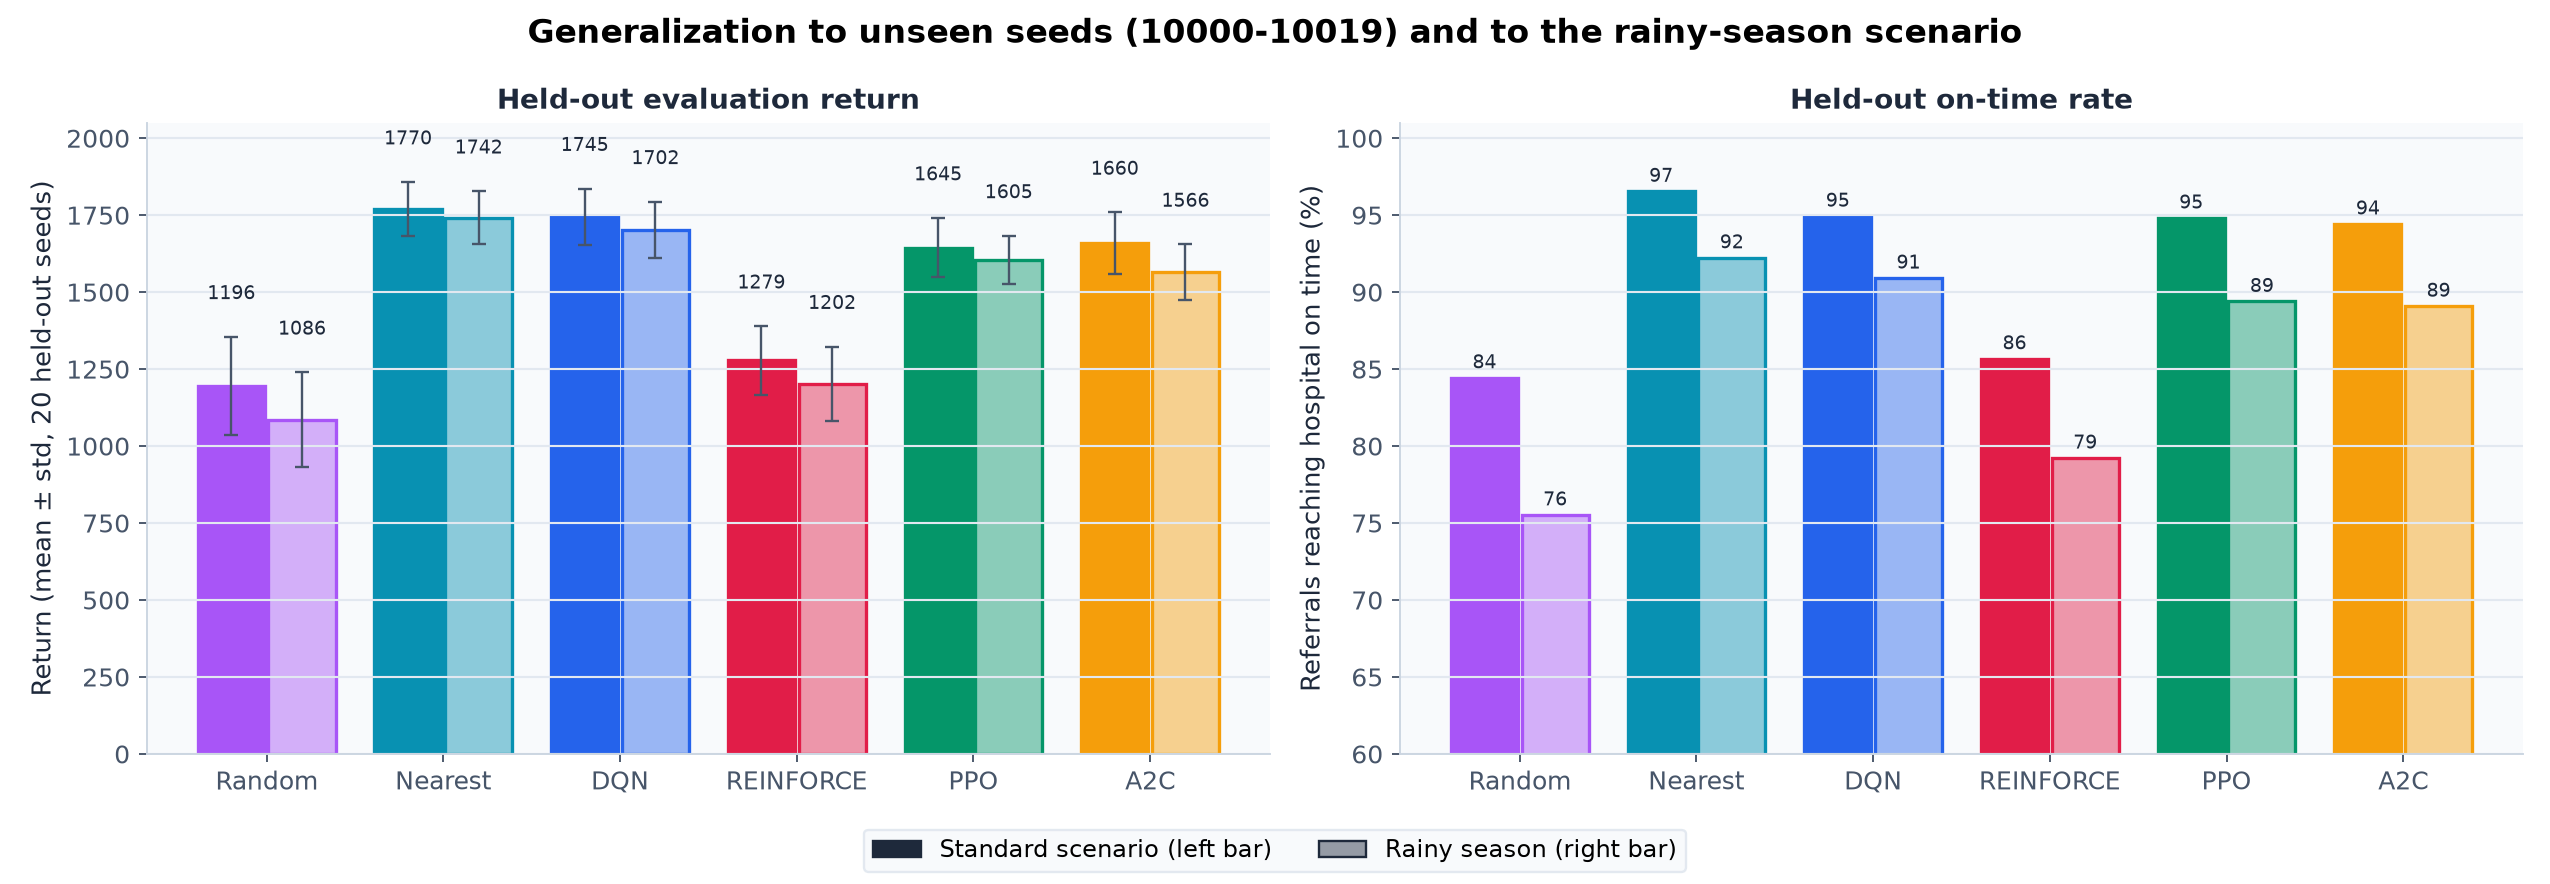 Generalization to unseen seeds (10000-10019) and to the rainy-season scenario
Held-out evaluation return
Return (mean ± std, 20 held-out seeds)
2000
1750
1500
1250
1000
750
500
250
0
1196
1086
1770
1742
1745
1702
1279
1202
1645
1605
1660
1566
Random
Nearest
DQN
REINFORCE
PPO
A2C
Held-out on-time rate
Referrals reaching hospital on time (%)
100
95
90
85
80
75
70
65
60
84
76
97
92
95
91
86
79
95
89
94
89
Random
Nearest
DQN
REINFORCE
PPO
A2C
Standard scenario (left bar)
Rainy season (right bar)